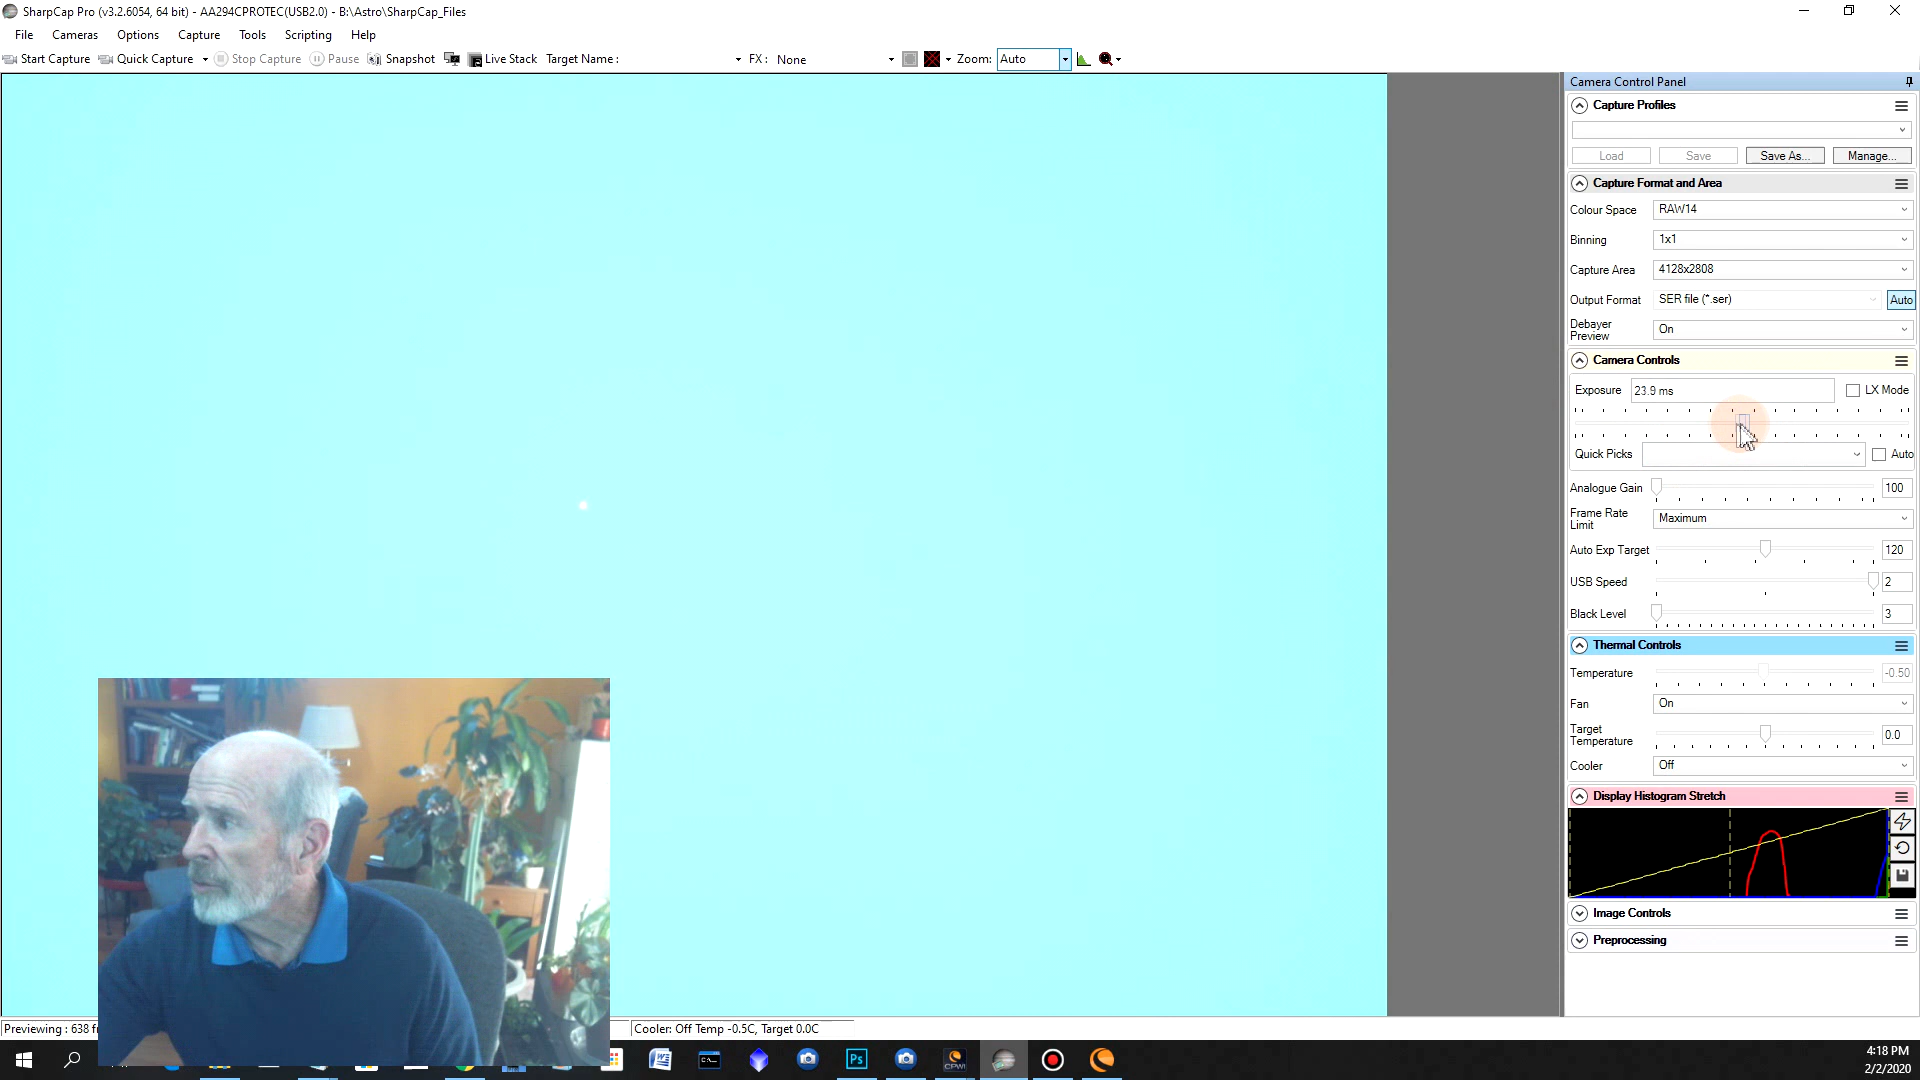 SharpCap Pro (v3.2.6054, 64 bit) - AA294CPROTEC(USB2.0) - B:\Astro\SharpCap_Files
File Cameras Options Capture Tools Scripting Help
Start Capture Quick Capture Stop Capture Pause Snapshot Live Stack Target Name : FX : None Zoom: Auto
Camera Control Panel
Capture Profiles
Load Save Save As... Manage...
Capture Format and Area
Colour Space RAW14
Binning 1x1
Capture Area 4128x2808
Output Format SER file (*.ser) Auto
Debayer
Preview
On
Camera Controls
Exposure 23.9 ms LX Mode
Quick Picks Auto
Analogue Gain 100
Frame Rate
Limit
Maximum
Auto Exp Target 120
USB Speed 2
Black Level 3
Thermal Controls
Temperature -0.50
Fan On
Target
Temperature
0.0
Cooler Off
Display Histogram Stretch
Image Controls
Preprocessing
Previewing : 638 Cooler: Off Temp -0.5C, Target 0.0C
Ps
CPWI
4:18 PM
2/2/2020